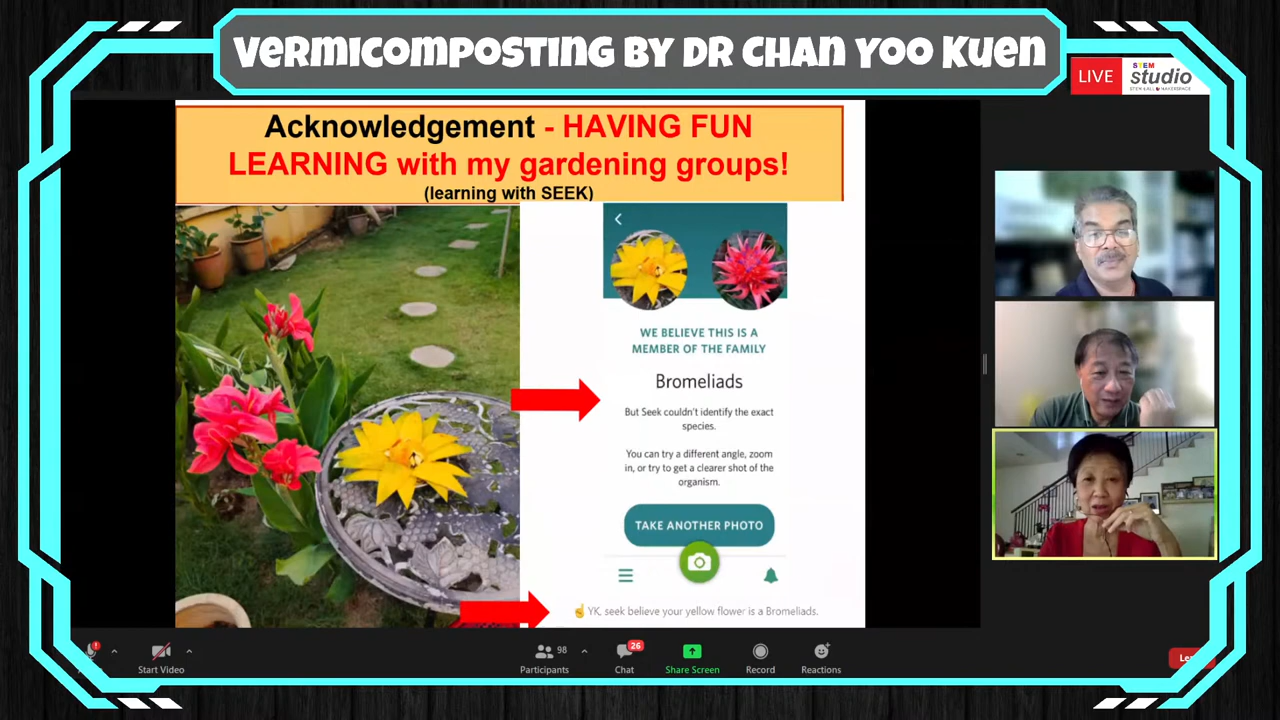 VERMICOMPOSTING BY DR CHAN YOO KUEN
LIVE
STEM
studio
Acknowledgement - HAVING FUN
LEARNING with my gardening groups!
(learning with SEEK)
WE BELIEVE THIS IS A
MEMBER OF THE FAMILY
Bromeliads
But Seek couldn't identify the exact
species.
You can try a different angle, zoom
in, or try to get a clearer shot of the
organism.
TAKE ANOTHER PHOTO
☝YK, seek believe your yellow flower is a Bromeliads.
Start Video
98
Participants
26
Chat
Share Screen
Record
Reactions